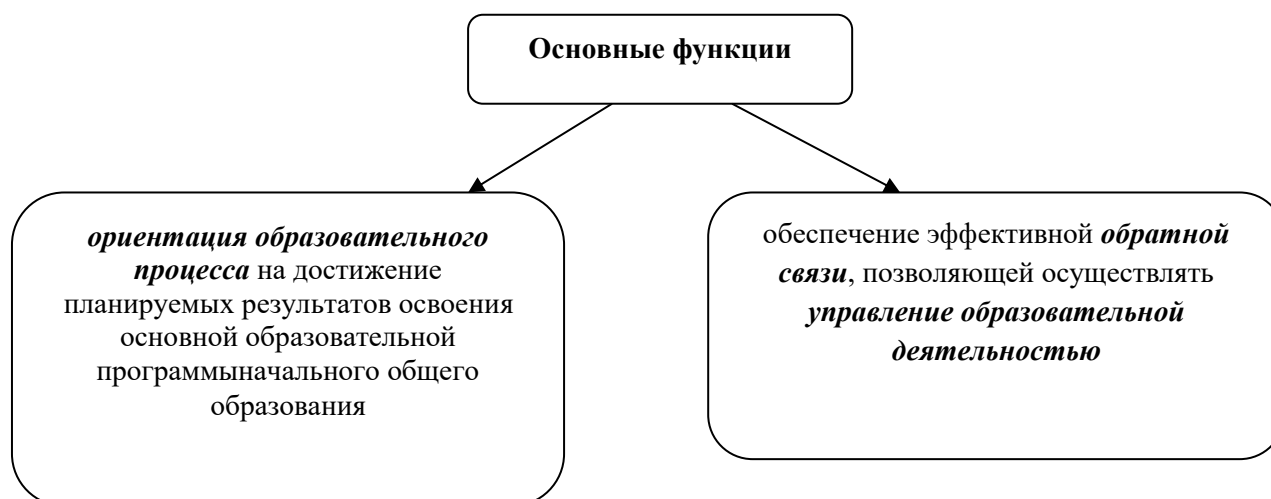 Основные функции
ориентация образовательного
процесса на достижение
планируемых результатов освоения
основной образовательной
программыначального общего
образования
обеспечение эффективной обратной
связи, позволяющей осуществлять
управление образовательной
деятельностью